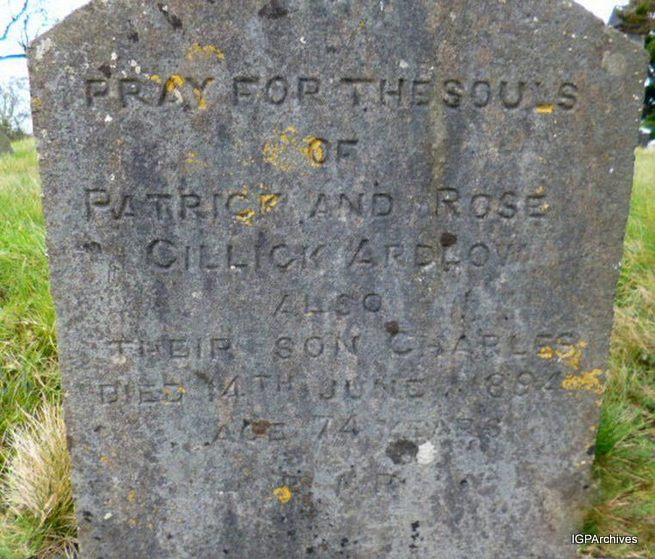 PRAY FOR THE SOULS
OF
PATRICK AND ROSE
GILLICK ARDLOW
ALSO
THEIR SON CHARLES
DIED 14TH JUNE 1894
AGE 74 YEARS
R.I.P.
IGPArchives